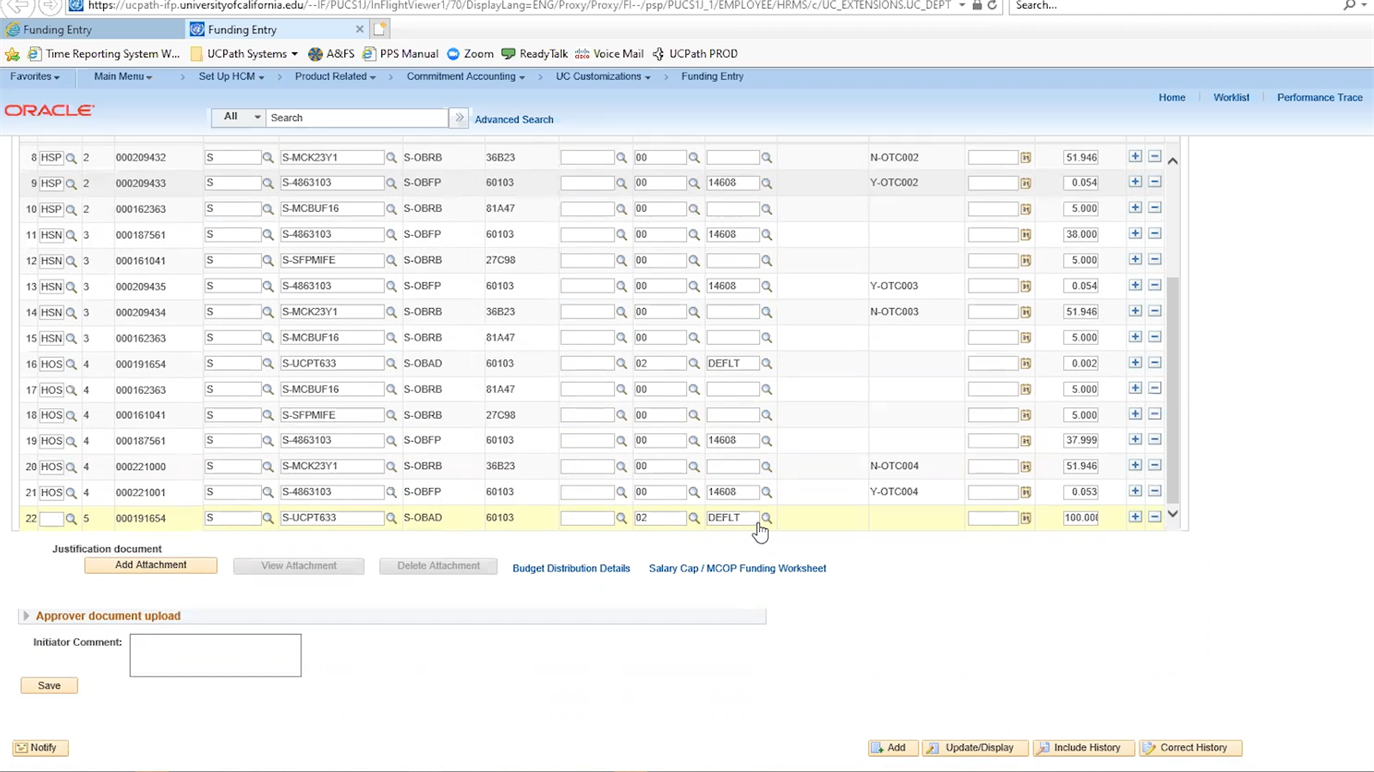 https://ucpath-ifp.universityofcalifornia.edu/--IF/PUCS1J/InFlightViewer1/70/DisplayLang=ENG/Proxy/Proxy/FI--/psp/PUCS1J_1/EMPLOYEE/HRMS/c/UC_EXTENSIONS.UC_DEPT Search...
Funding Entry Funding Entry
Time Reporting System W... UCPath Systems A&FS PPS Manual Zoom ReadyTalk Voice Mail UCPath PROD
Favorites Main Menu > Set Up HCM > Product Related > Commitment Accounting > UC Customizations > Funding Entry
Home Worklist Performance Trace
ORACLE All Search Advanced Search
8 HSP 2 000209432 S S-MCK23Y1 S-OBRB 36B23 00 N-OTC002 51.946
9 HSP 2 000209433 S S-4863103 S-OBFP 60103 00 14608 Y-OTC002 0.054
10 HSP 2 000162363 S S-MCBUF16 S-OBRB 81A47 00 5.000
11 HSN 3 000187561 S S-4863103 S-OBFP 60103 00 14608 38.000
12 HSN 3 000161041 S S-SFPMIFE S-OBRB 27C98 00 5.000
13 HSN 3 000209435 S S-4863103 S-OBFP 60103 00 14608 Y-OTC003 0.054
14 HSN 3 000209434 S S-MCK23Y1 S-OBRB 36B23 00 N-OTC003 51.946
15 HSN 3 000162363 S S-MCBUF16 S-OBRB 81A47 00 5.000
16 HOS 4 000191654 S S-UCPT633 S-OBAD 60103 02 DEFLT 0.002
17 HOS 4 000162363 S S-MCBUF16 S-OBRB 81A47 00 5.000
18 HOS 4 000161041 S S-SFPMIFE S-OBRB 27C98 00 5.000
19 HOS 4 000187561 S S-4863103 S-OBFP 60103 00 14608 37.999
20 HOS 4 000221000 S S-MCK23Y1 S-OBRB 36B23 00 N-OTC004 51.946
21 HOS 4 000221001 S S-4863103 S-OBFP 60103 00 14608 Y-OTC004 0.053
22 5 000191654 S S-UCPT633 S-OBAD 60103 02 DEFLT 100.000
Justification document
Add Attachment View Attachment Delete Attachment Budget Distribution Details Salary Cap / MCOP Funding Worksheet
Approver document upload
Initiator Comment:
Save
Notify Add Update/Display Include History Correct History